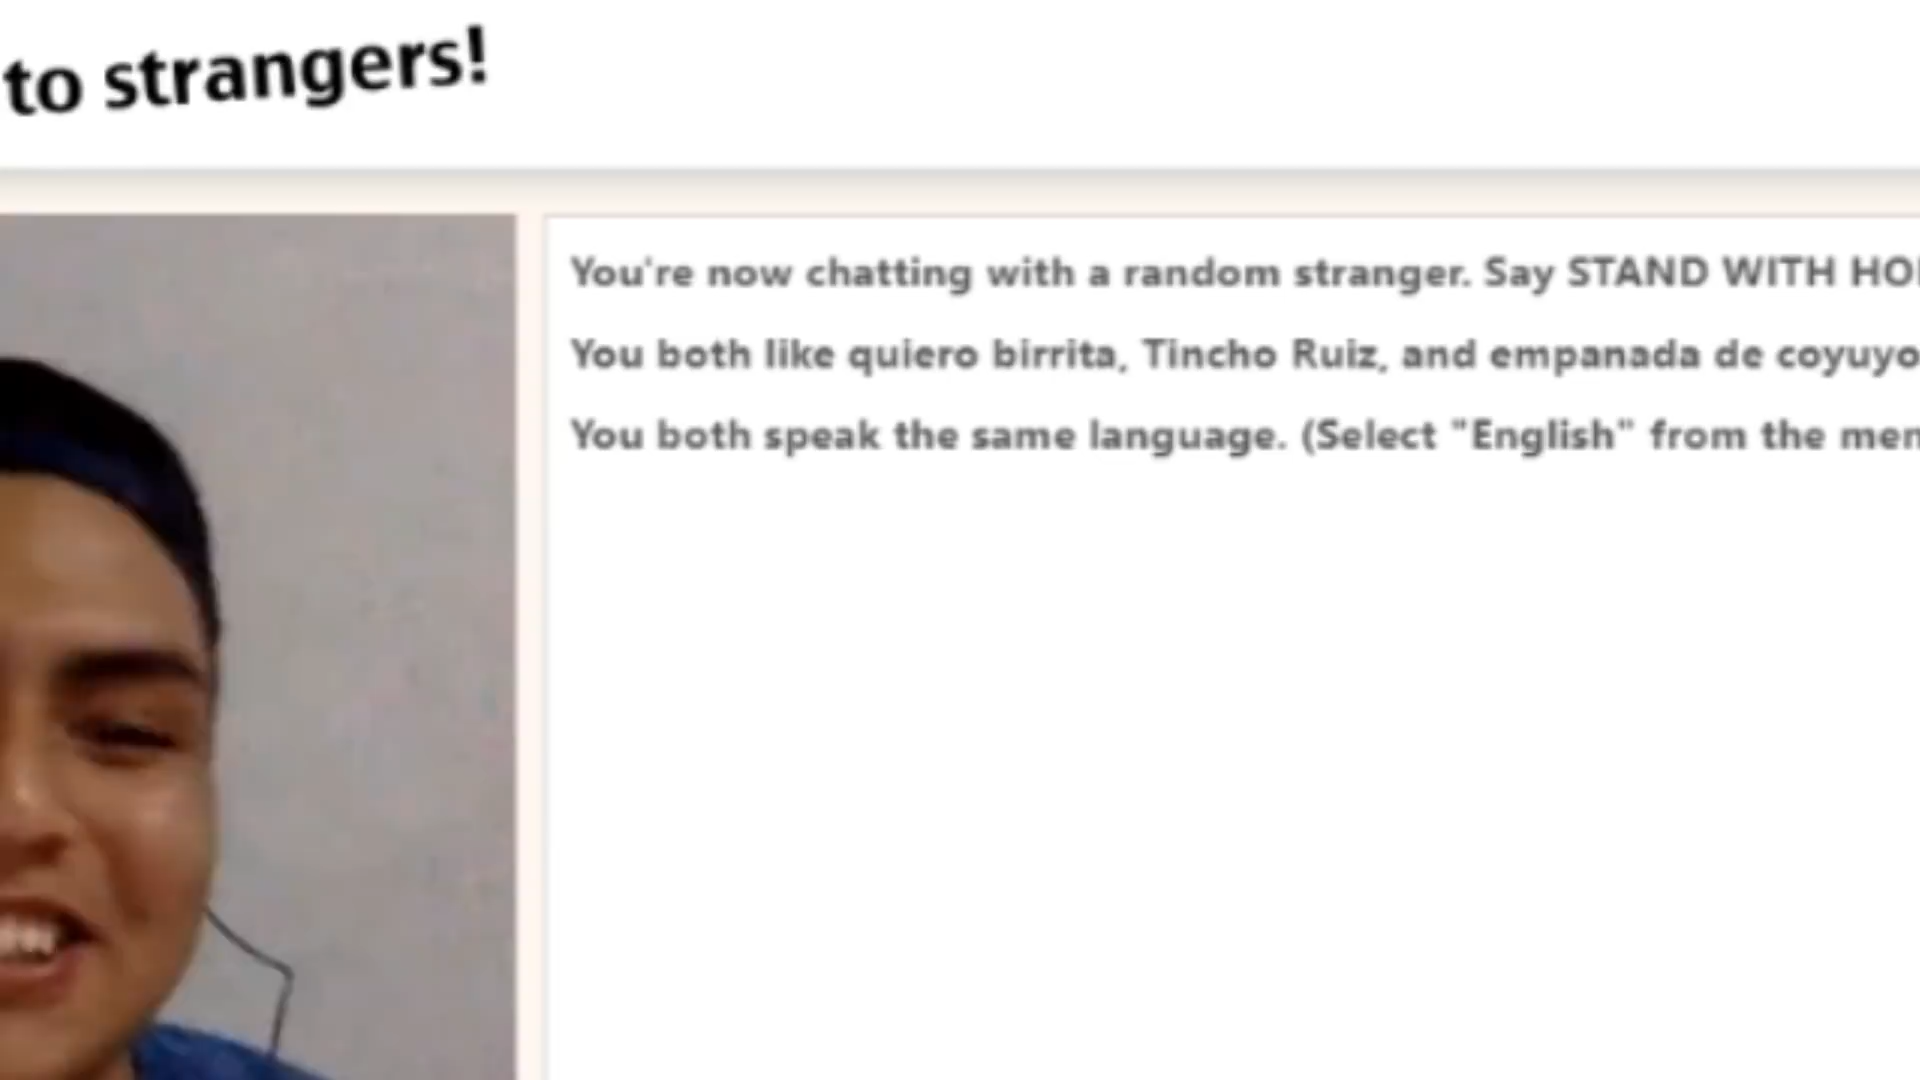 to strangers!
You're now chatting with a random stranger. Say STAND WITH
You both like quiero birrita, Tincho Ruiz, and empanada de coyuyo
You both speak the same language. (Select "English" from the